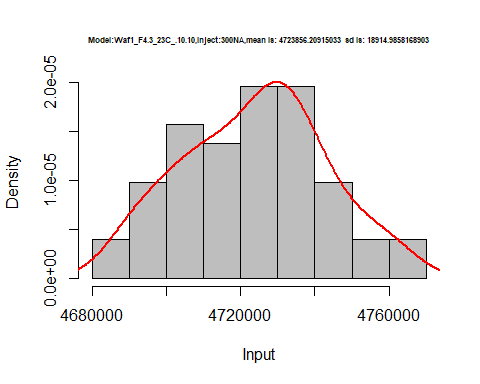 Model:Waf1_F4.3_23C_.10.10,Inject:300NA,mean is: 4723856.20915033  sd is: 18914.9858168903
2.0e-05
1.0e-05
0.0e+00
Density
4680000 4720000 4760000
Input